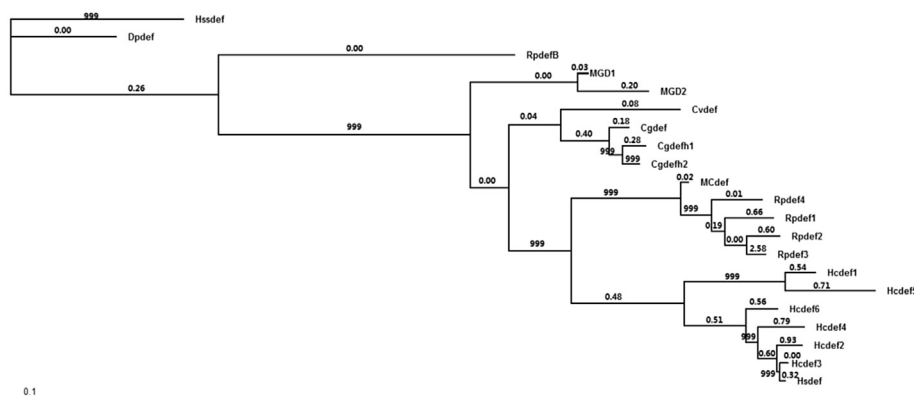 999
Hssdef
0.00
Dpdef
0.00
RpdefB
0.26
0.03
MGD1
0.00
0.20
MGD2
0.08
Cvdef
0.04
999
0.18
Cgdef
0.40
0.28
Cgdefh1
999
999
Cgdefh2
0.00
0.02
MCdef
999
0.01
Rpdef4
999
0.66
Rpdef1
0.19
0.60
Rpdef2
0.00
999
2.58
Rpdef3
0.54
Hcdef1
999
0.71
Hcdef5
0.48
0.56
Hcdef6
0.51
0.79
Hcdef4
999
0.93
Hcdef2
0.60
0.00
Hcdef3
999
0.32
Hsdef
0.1